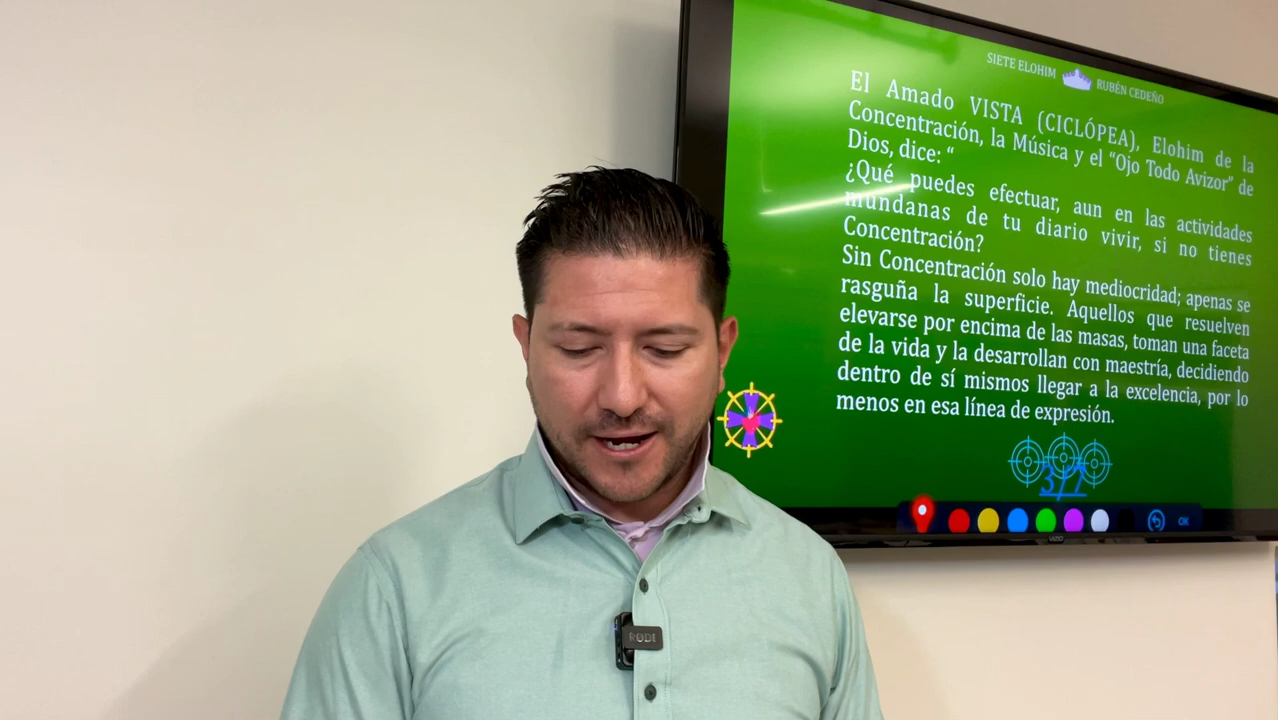 SIETE ELOHIM RUBÉN CEDEÑO
El Amado VISTA (CICLÓPEA), Elohim de la
Concentración, la Música y el “Ojo Todo Avizor” de
Dios, dice: “
¿Qué puedes efectuar, aun en las actividades
mundanas de tu diario vivir, si no tienes
Concentración?
Sin Concentración solo hay mediocridad; apenas se
rasguña la superficie. Aquellos que resuelven
elevarse por encima de las masas, toman una faceta
de la vida y la desarrollan con maestría, decidiendo
dentro de sí mismos llegar a la excelencia, por lo
menos en esa línea de expresión.
3/7
OK
VIZIO
RODE